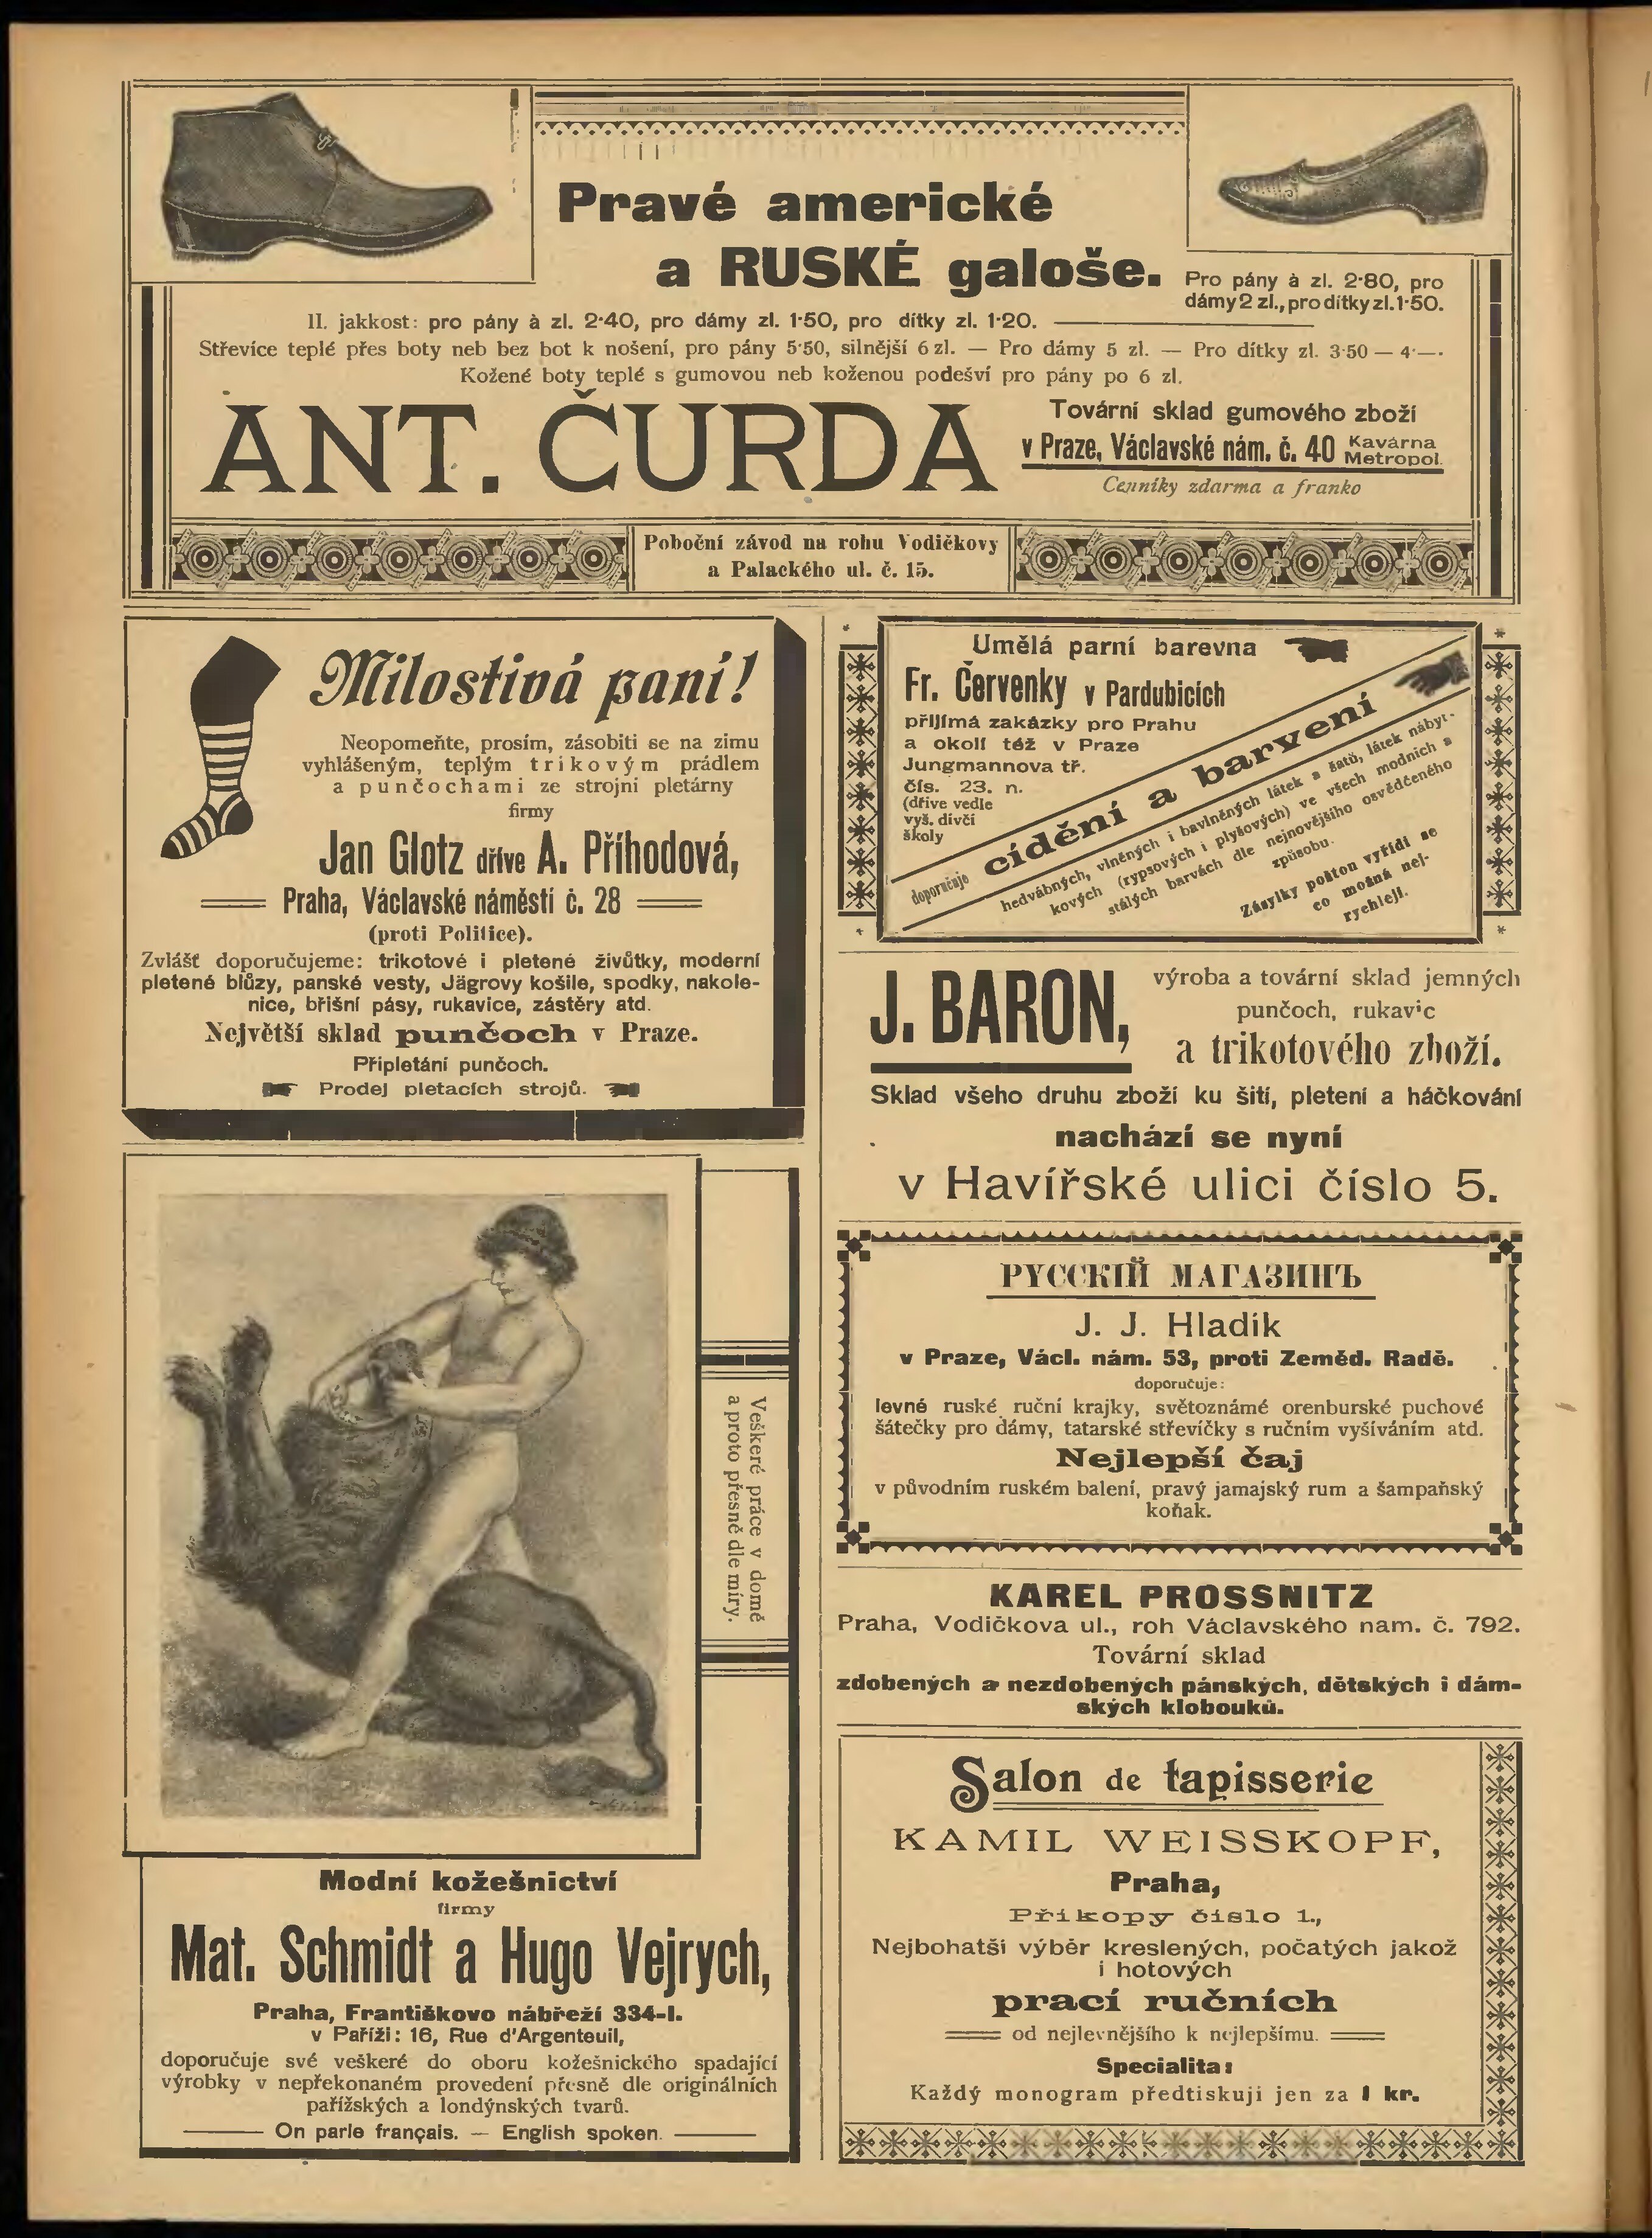 Pravé americké
a RUSKÉ galoše.
Pro pány à zl. 2·80, pro
dámy 2 zl., pro dítky zl. 1·50.
II. jakkost: pro pány à zl. 2·40, pro dámy zl. 1·50, pro dítky zl. 1·20.
Střevíce teplé přes boty neb bez bot k nošení, pro pány 5·50, silnější 6 zl. — Pro dámy 5 zl. — Pro dítky zl. 3·50 — 4·—.
Kožené boty teplé s gumovou neb koženou podešví pro pány po 6 zl.
ANT. ČURDA
Tovární sklad gumového zboží
v Praze, Václavské nám. č. 40 Kavárna
Metropol.
Cenníky zdarma a franko
Poboční závod na rohu Vodičkovy
a Palackého ul. č. 15.
Milostivá paní!
Neopomeňte, prosím, zásobiti se na zimu
vyhlášeným, teplým trikovým prádlem
a punčochami ze strojní pletárny
firmy
Jan Glotz dříve A. Příhodová,
Praha, Václavské náměstí č. 28
(proti Politice).
Zvlášť doporučujeme: trikotové i pletené živůtky, moderní
pletené blůzy, panské vesty, Jägrovy košile, spodky, nakole-
nice, břišní pásy, rukavice, zástěry atd.
Největší sklad punčoch v Praze.
Připletání punčoch.
Prodej pletacích strojů.
Veškeré práce v domě
a proto přesně dle míry.
Modní kožešnictví
firmy
Mat. Schmidt a Hugo Vejrych,
Praha, Františkovo nábřeží 334-I.
v Paříži: 16, Rue d'Argenteuil,
doporučuje své veškeré do oboru kožešnického spadající
výrobky v nepřekonaném provedení přesně dle originálních
pařížských a londýnských tvarů.
On parle français. — English spoken.
Umělá parní barevna
Fr. Červenky v Pardubicích
přijímá zakázky pro Prahu
a okolí též v Praze
Jungmannova tř.
čís. 23. n.
(dříve vedle
vyš. dívčí
školy
doporučuje cídění a barvení
hedvábných, vlněných i bavlněných látek a šatů, látek nábyt-
kových (rypsových i plyšových) ve všech modních a
stálých barvách dle nejnovějšího osvědčeného
způsobu.
Zásylky poštou vyřídí se
co možná nej-
rychleji.
J. BARON,
výroba a tovární sklad jemných
punčoch, rukavic
a trikotového zboží.
Sklad všeho druhu zboží ku šití, pletení a háčkování
nachází se nyní
v Havířské ulici číslo 5.
РУССКІЙ МАГАЗИНЪ
J. J. Hladík
v Praze, Václ. nám. 53, proti Zeměd. Radě.
doporučuje:
levné ruské ruční krajky, světoznámé orenburské puchové
šátečky pro dámy, tatarské střevíčky s ručním vyšíváním atd.
Nejlepší čaj
v původním ruském balení, pravý jamajský rum a šampaňský
koňak.
KAREL PROSSNITZ
Praha, Vodičkova ul., roh Václavského nam. č. 792.
Tovární sklad
zdobených a nezdobených pánských, dětských i dám-
ských klobouků.
Salon de tapisserie
KAMIL WEISSKOPF,
Praha,
Příkopy číslo 1.,
Nejbohatší výběr kreslených, počatých jakož
i hotových
prací ručních
od nejlevnějšího k nejlepšímu.
Specialita:
Každý monogram předtiskuji jen za 1 kr.